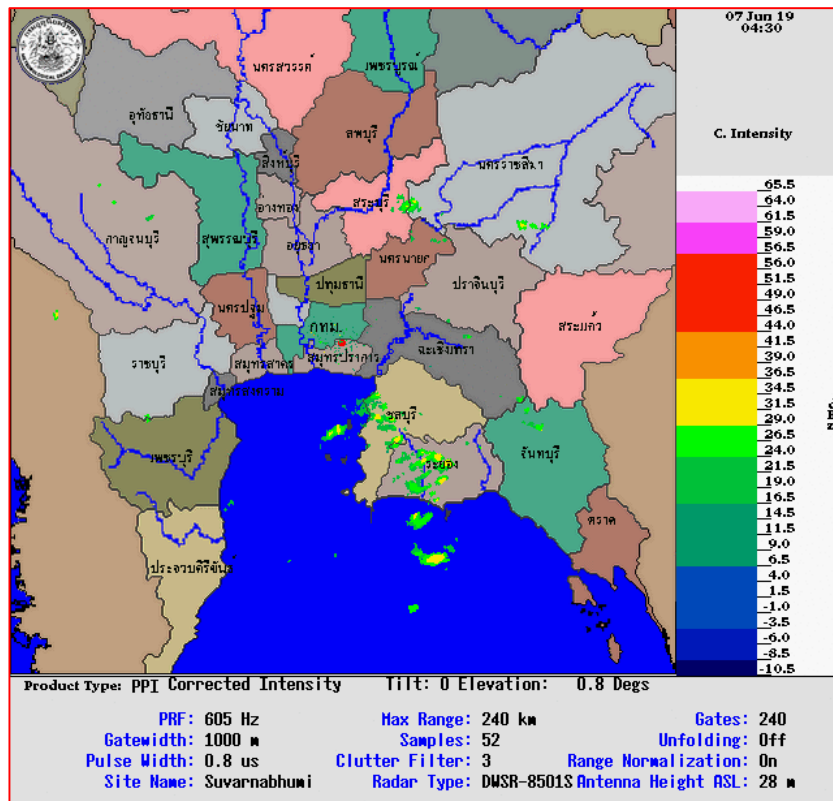 07 Jun 19
04:30
C. Intensity
65.5
64.0
61.5
59.0
56.5
56.0
51.5
49.0
46.5
44.0
41.5
39.0
36.5
34.5
31.5
29.0
26.5
24.0
21.5
19.0
16.5
14.5
11.5
9.0
6.5
4.0
1.5
-1.0
-3.5
-6.0
-8.5
-10.5
นครสวรรค์
เพชรบูรณ์
อุทัยธานี
ชัยนาท
ลพบุรี
สิงห์บุรี
นครราชสีมา
สระบุรี
อ่างทอง
กาญจนบุรี
สุพรรณบุรี
อยุธยา
นครนายก
ปทุมธานี
ปราจีนบุรี
นครปฐม
กทม.
สระแก้ว
ราชบุรี
สมุทรสาคร
สมุทรปราการ
ฉะเชิงเทรา
สมุทรสงคราม
ชลบุรี
เพชรบุรี
ระยอง
จันทบุรี
ตราด
ประจวบคีรีขันธ์
Product Type: PPI Corrected Intensity Tilt: 0 Elevation: 0.8 Degs
PRF: 605 Hz Max Range: 240 km Gates: 240
Gatewidth: 1000 m Samples: 52 Unfolding: Off
Pulse Width: 0.8 us Clutter Filter: 3 Range Normalization: On
Site Name: Suvarnabhumi Radar Type: DWSR-8501S Antenna Height ASL: 28 m